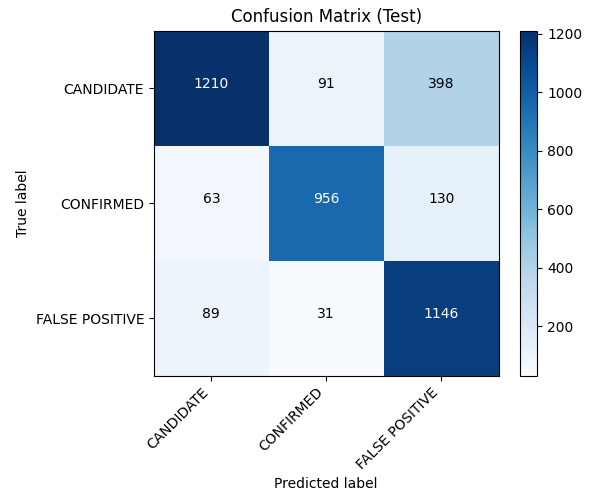 Confusion Matrix (Test)
True label
CANDIDATE
1210 91 398
CONFIRMED
63 956 130
FALSE POSITIVE
89 31 1146
CANDIDATE
CONFIRMED
FALSE POSITIVE
Predicted label
1200
1000
800
600
400
200